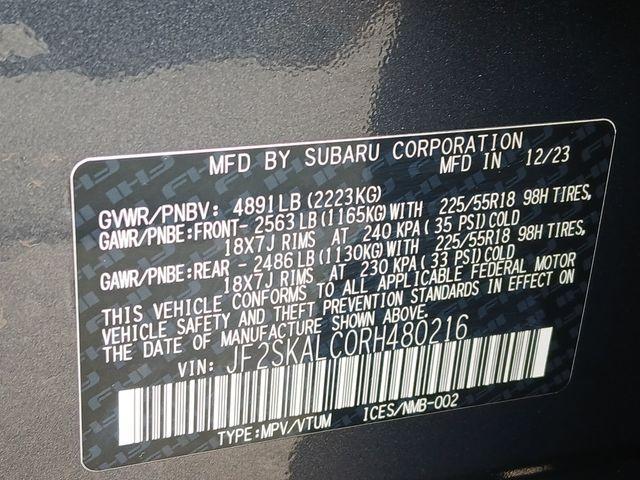 MFD BY SUBARU CORPORATION
MFD IN 12/23
GVWR/PNBV: 4891LB(2223KG)
GAWR/PNBE:FRONT-2563LB(1165KG)WITH 225/55R18 98H TIRES,
18X7J RIMS AT 240 KPA(35 PSI)COLD
GAWR/PNBE:REAR -2486LB(1130KG)WITH 225/55R18 98H TIRES,
18X7J RIMS AT 230 KPA(33 PSI)COLD
THIS VEHICLE CONFORMS TO ALL APPLICABLE FEDERAL MOTOR
VEHICLE SAFETY AND THEFT PREVENTION STANDARDS IN EFFECT ON
THE DATE OF MANUFACTURE SHOWN ABOVE.
VIN: JF2SKALC0RH480216
TYPE:MPV/VTUM ICES/NMB-002